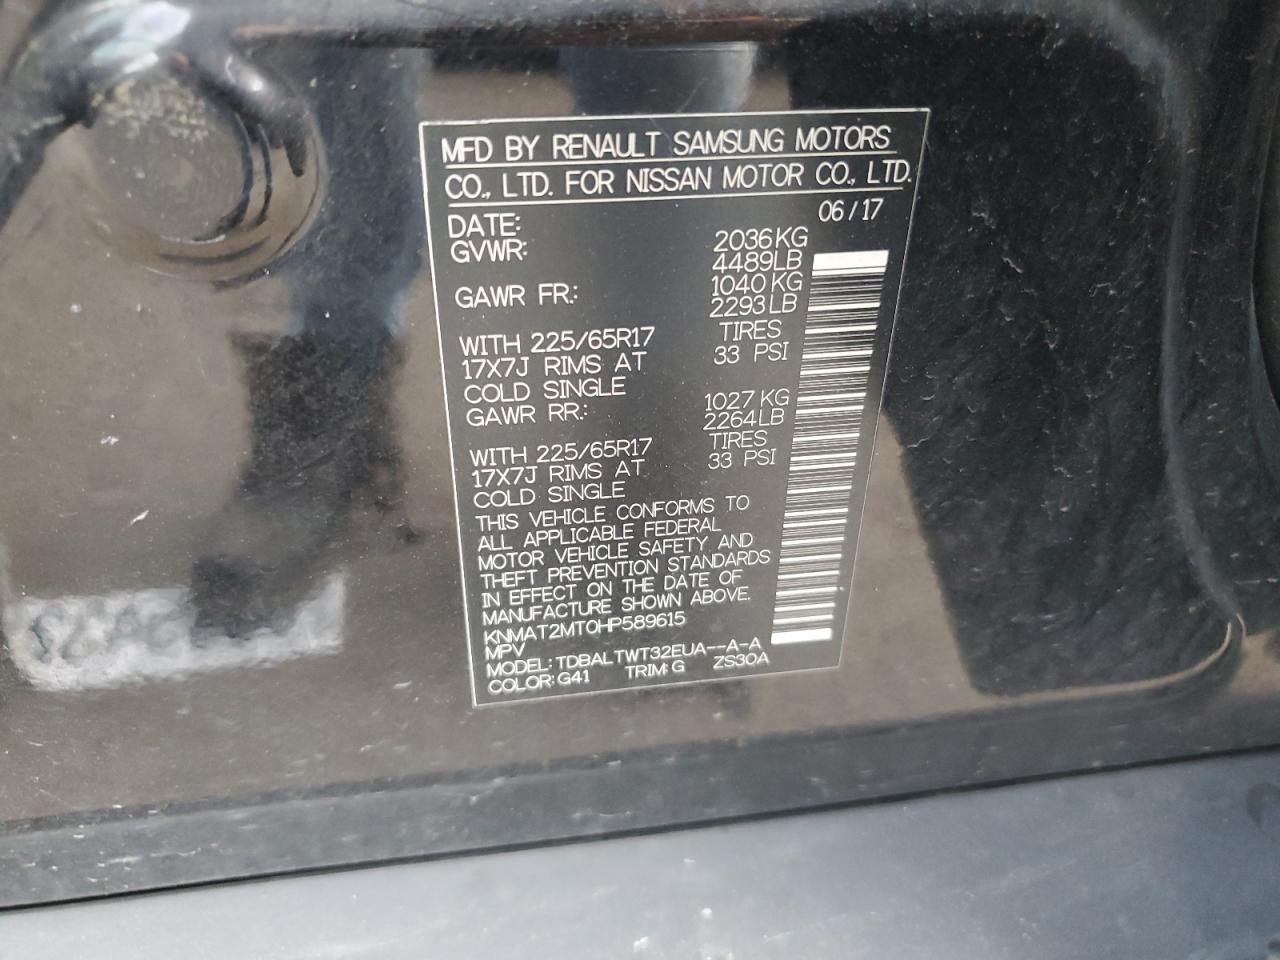 MFD BY RENAULT SAMSUNG MOTORS
CO., LTD. FOR NISSAN MOTOR CO., LTD.
DATE: 06/17
GVWR: 2036KG
4489LB
GAWR FR.: 1040KG
2293LB
WITH 225/65R17 TIRES
17X7J RIMS AT 33 PSI
COLD SINGLE
GAWR RR.: 1027KG
2264LB
WITH 225/65R17 TIRES
17X7J RIMS AT 33 PSI
COLD SINGLE
THIS VEHICLE CONFORMS TO
ALL APPLICABLE FEDERAL
MOTOR VEHICLE SAFETY AND
THEFT PREVENTION STANDARDS
IN EFFECT ON THE DATE OF
MANUFACTURE SHOWN ABOVE.
KNMAT2MT0HP589615
MPV
MODEL: TDBALTWT32EUA--A-A
COLOR: G41 TRIM: G ZS30A